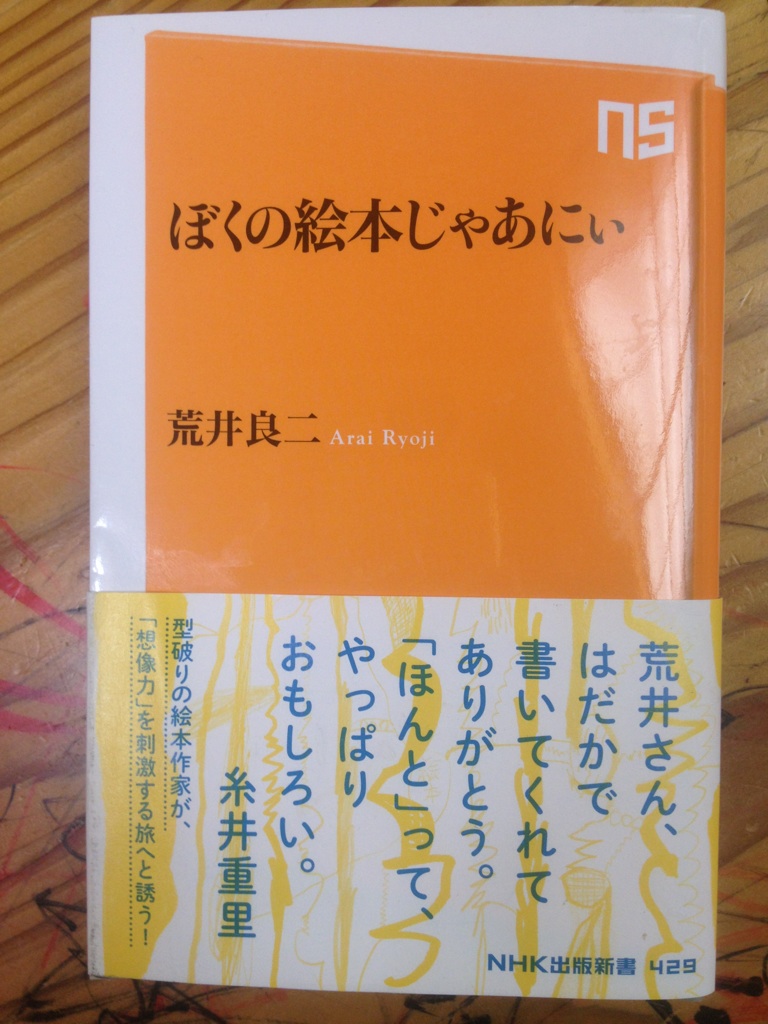 NS
ぼくの絵本じゃあにぃ
荒井良二 Arai Ryoji
荒井さん、
はだかで
書いてくれて
ありがとう。
「ほんと」って、
やっぱり
おもしろい。
糸井重里
型破りの絵本作家が、
「想像力」を刺激する旅へと誘う!
NHK出版新書 429